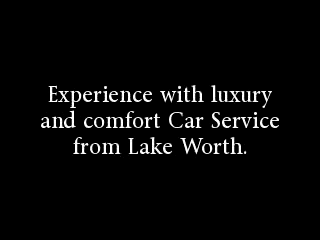 Experience with luxury
and comfort Car Service
from Lake Worth.